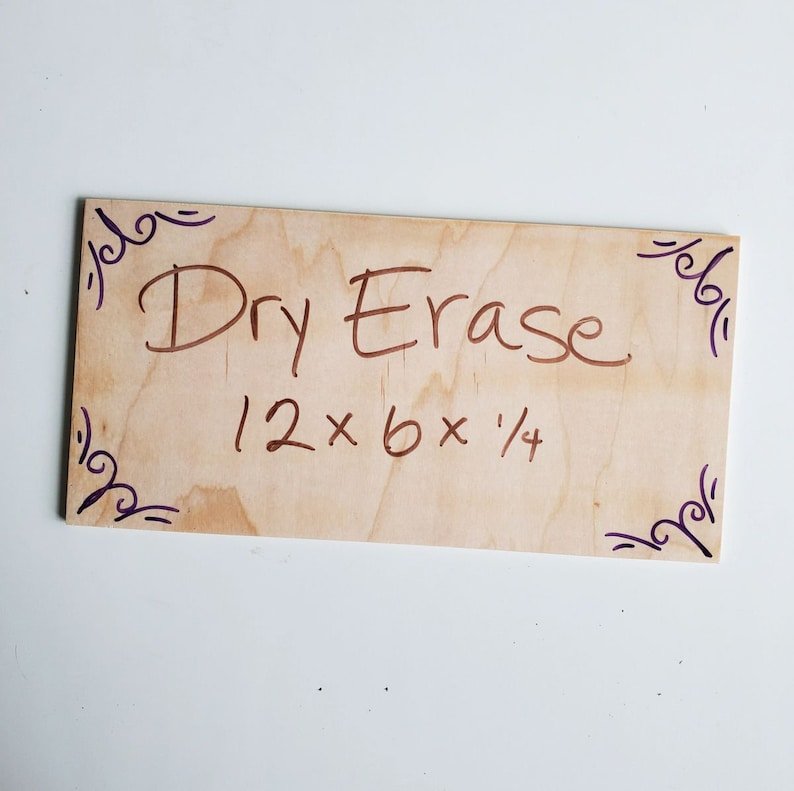 Dry Erase
12 x 6 x 1/4